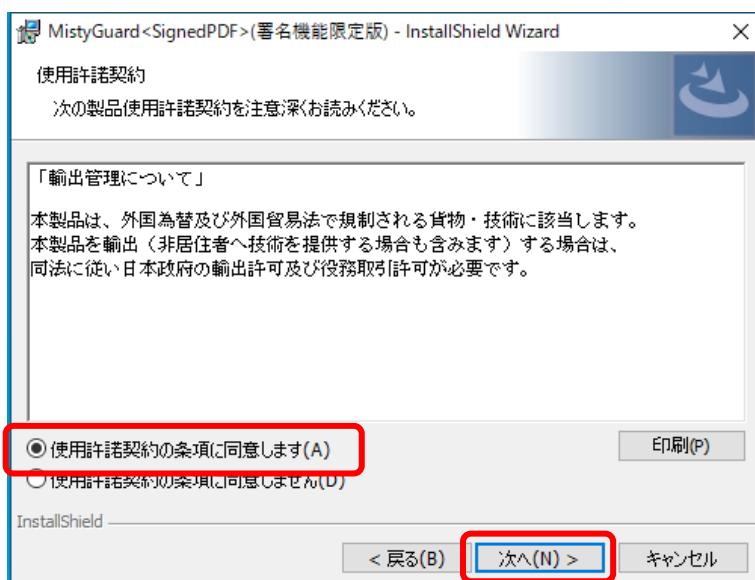 MistyGuard<SignedPDF>(署名機能限定版) - InstallShield Wizard
使用許諾契約
次の製品使用許諾契約を注意深くお読みください。
「輸出管理について」
本製品は、外国為替及び外国貿易法で規制される貨物・技術に該当します。
本製品を輸出（非居住者へ技術を提供する場合も含みます）する場合は、
同法に従い日本政府の輸出許可及び役務取引許可が必要です。
使用許諾契約の条項に同意します(A)
印刷(P)
使用許諾契約の条項に同意しません(D)
InstallShield
< 戻る(B)
次へ(N) >
キャンセル